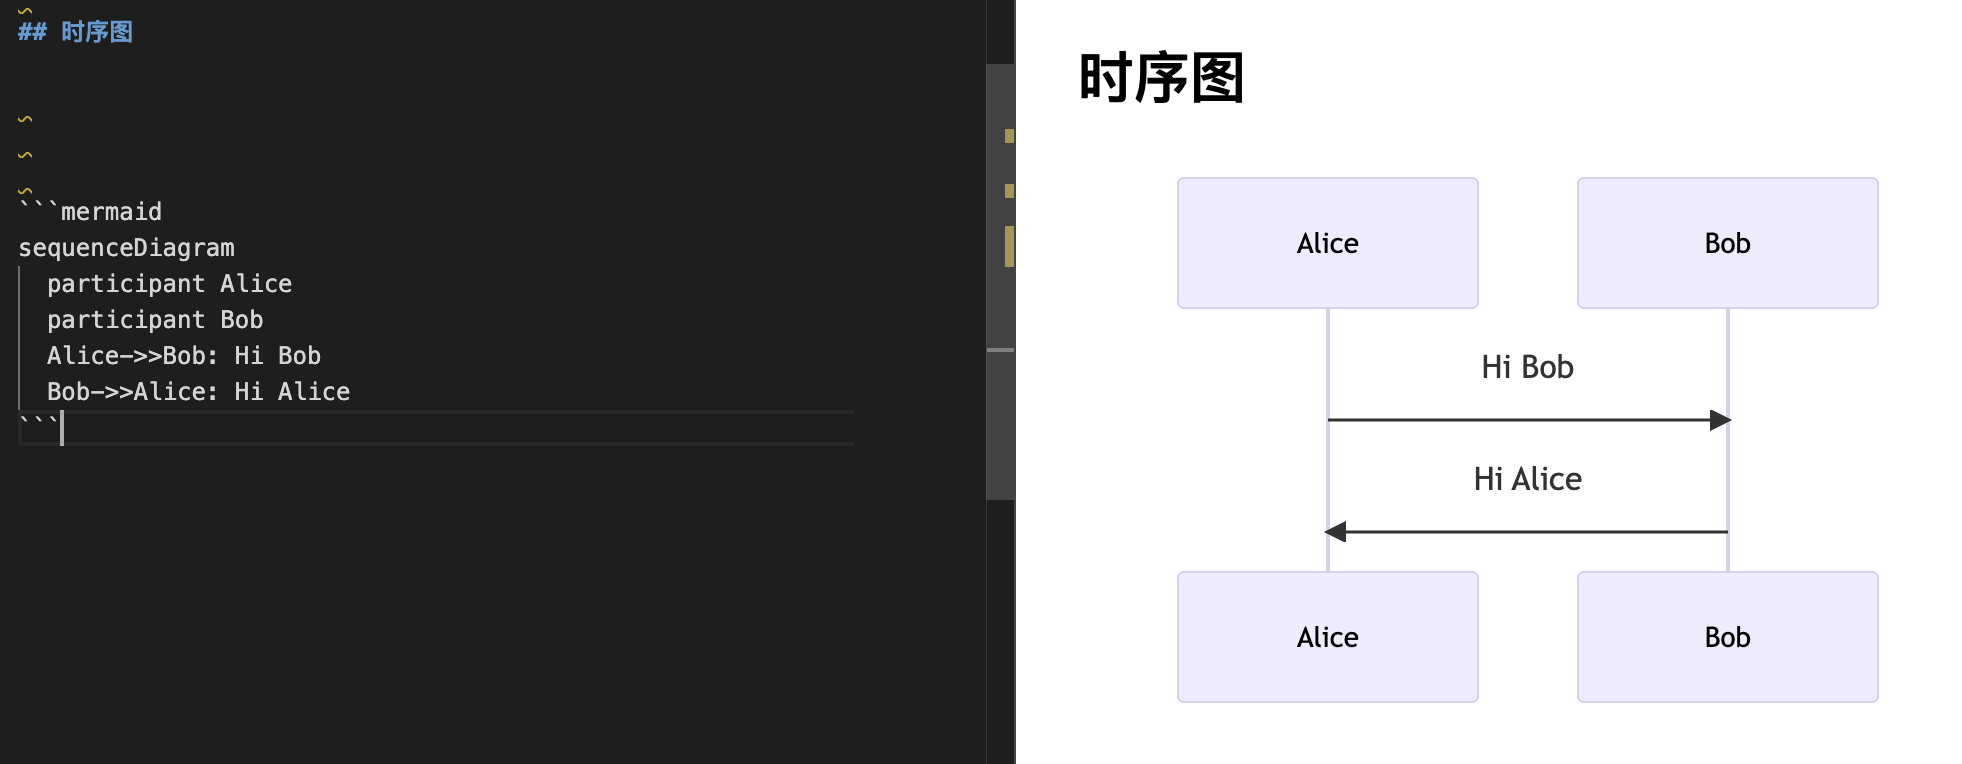 ## 时序图
```mermaid
sequenceDiagram
participant Alice
participant Bob
Alice->>Bob: Hi Bob
Bob->>Alice: Hi Alice
```
时序图
Alice Bob
Hi Bob
Hi Alice
Alice Bob